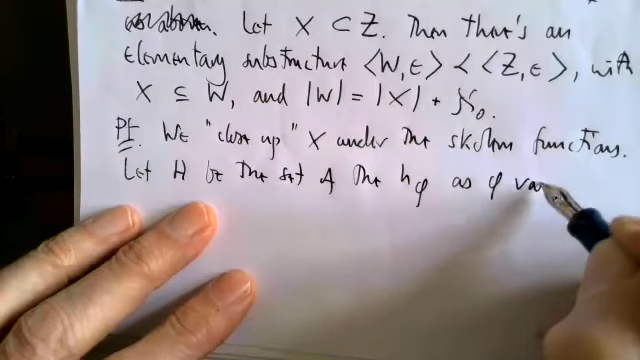 Let X ⊂ Z. Then there's an
elementary substructure ⟨W,∈⟩ ≺ ⟨Z,∈⟩, with
X ⊆ W, and |W| = |X| + ℵ₀.
Pf. We "close up" X under the skolem functions.
Let H be the set of the h_φ as φ va